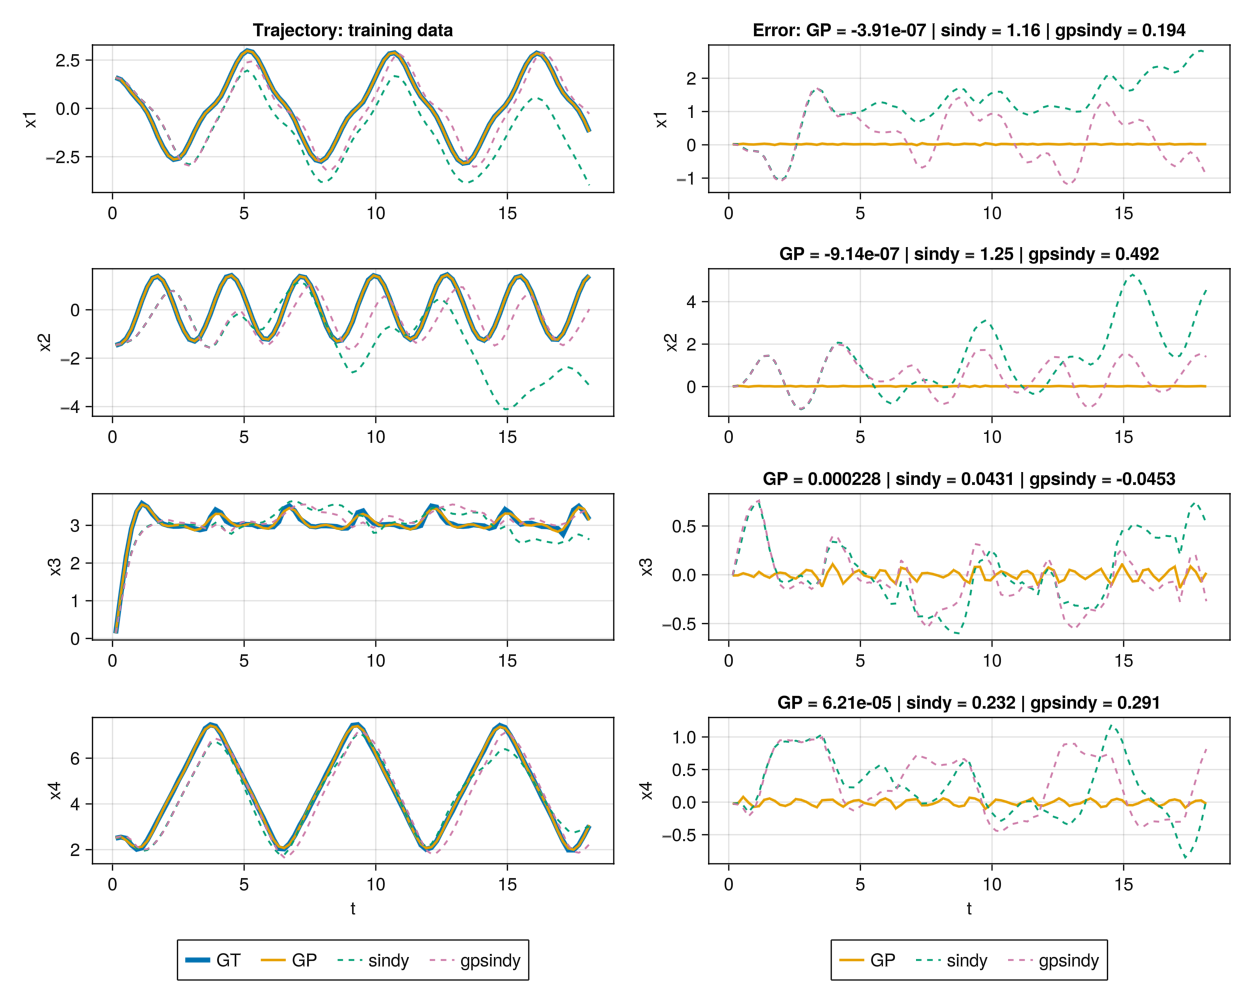 Trajectory: training data
x1
2.5
0.0
−2.5
0 5 10 15
Error: GP = -3.91e-07 | sindy = 1.16 | gpsindy = 0.194
x1
2
1
0
−1
0 5 10 15
x2
0
−2
−4
0 5 10 15
GP = -9.14e-07 | sindy = 1.25 | gpsindy = 0.492
x2
4
2
0
0 5 10 15
x3
3
2
1
0
0 5 10 15
GP = 0.000228 | sindy = 0.0431 | gpsindy = -0.0453
x3
0.5
0.0
−0.5
0 5 10 15
x4
6
4
2
0 5 10 15
t
GP = 6.21e-05 | sindy = 0.232 | gpsindy = 0.291
x4
1.0
0.5
0.0
−0.5
0 5 10 15
t
GT GP sindy gpsindy
GP sindy gpsindy